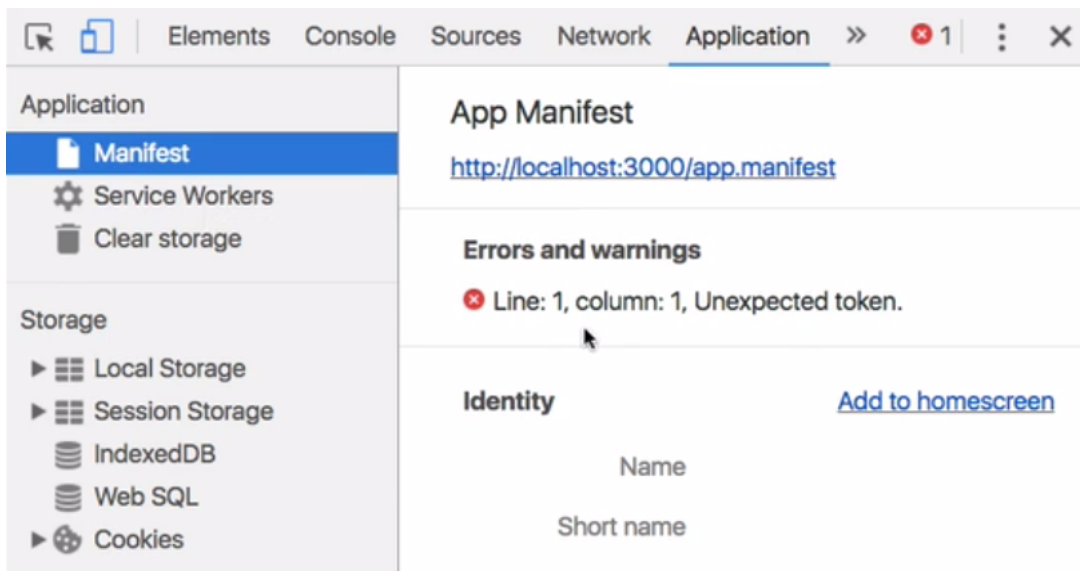 Elements Console Sources Network Application » 1
Application
Manifest
Service Workers
Clear storage
Storage
Local Storage
Session Storage
IndexedDB
Web SQL
Cookies
App Manifest
http://localhost:3000/app.manifest
Errors and warnings
Line: 1, column: 1, Unexpected token.
Identity Add to homescreen
Name
Short name